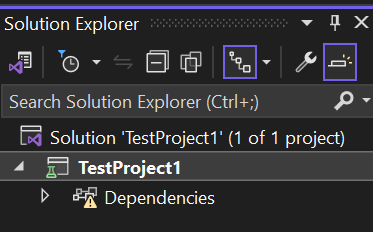 Solution Explorer
Search Solution Explorer (Ctrl+;)
Solution 'TestProject1' (1 of 1 project)
TestProject1
Dependencies